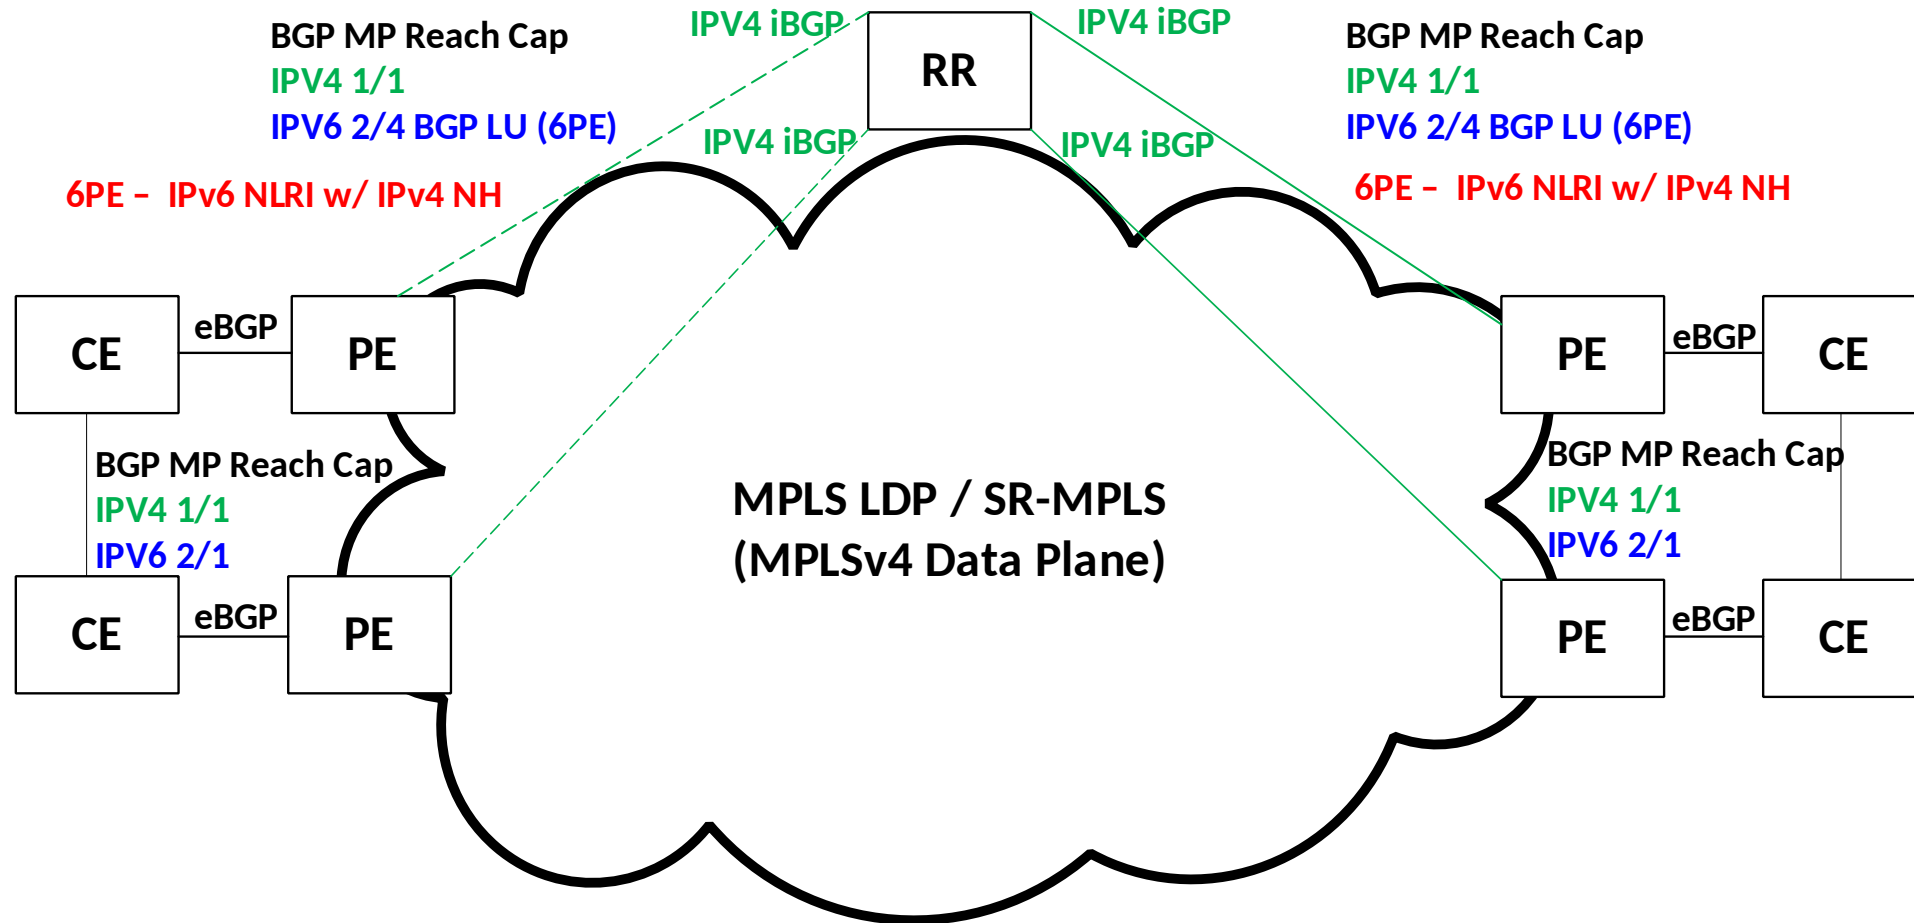 BGP MP Reach Cap
IPV4 1/1
IPV6 2/4 BGP LU (6PE)
6PE – IPv6 NLRI w/ IPv4 NH
IPV4 iBGP
IPV4 iBGP
RR
IPV4 iBGP
IPV4 iBGP
BGP MP Reach Cap
IPV4 1/1
IPV6 2/4 BGP LU (6PE)
6PE – IPv6 NLRI w/ IPv4 NH
CE
eBGP
PE
PE
eBGP
CE
BGP MP Reach Cap
IPV4 1/1
IPV6 2/1
MPLS LDP / SR-MPLS
(MPLSv4 Data Plane)
BGP MP Reach Cap
IPV4 1/1
IPV6 2/1
CE
eBGP
PE
PE
eBGP
CE